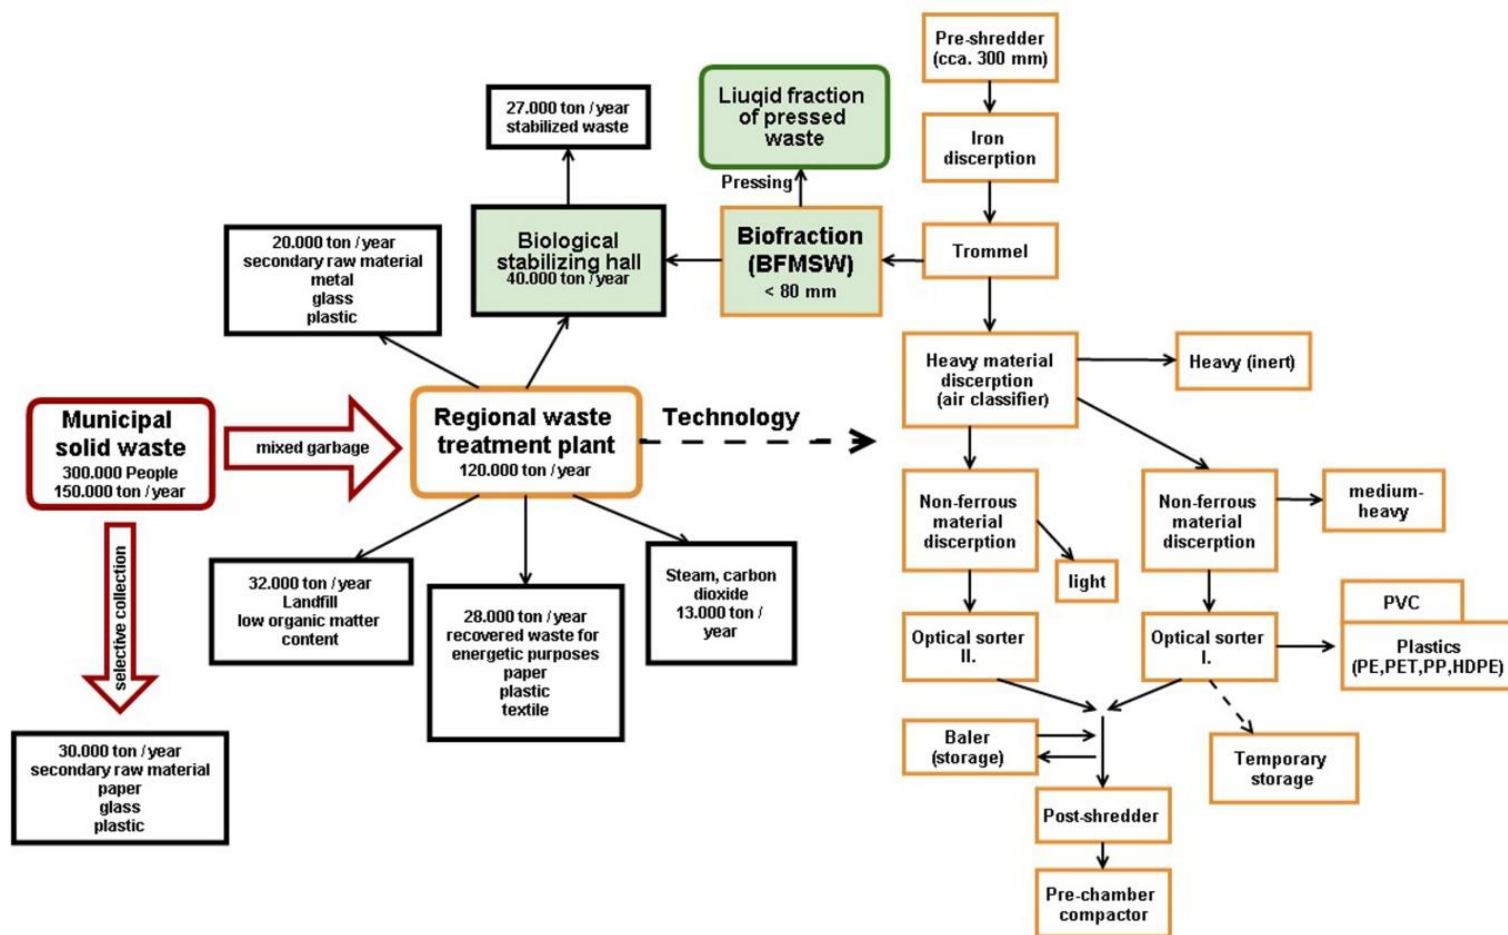 Pre-shredder
(cca. 300 mm)
Liuqid fraction
of pressed
waste
27.000 ton / year
stabilized waste
Iron
discerption
Pressing
20.000 ton / year
secondary raw material
metal
glass
plastic
Biological
stabilizing hall
40.000 ton / year
Biofraction
(BFMSW)
< 80 mm
Trommel
Heavy material
discerption
(air classifier)
Heavy (inert)
Municipal
solid waste
300.000 People
150.000 ton / year
mixed garbage
Regional waste
treatment plant
120.000 ton / year
Technology
Non-ferrous
material
discerption
Non-ferrous
material
discerption
medium-
heavy
light
selective collection
32.000 ton / year
Landfill
low organic matter
content
28.000 ton / year
recovered waste for
energetic purposes
paper
plastic
textile
Steam, carbon
dioxide
13.000 ton /
year
Optical sorter
II.
Optical sorter
I.
PVC
Plastics
(PE,PET,PP,HDPE)
30.000 ton / year
secondary raw material
paper
glass
plastic
Baler
(storage)
Temporary
storage
Post-shredder
Pre-chamber
compactor